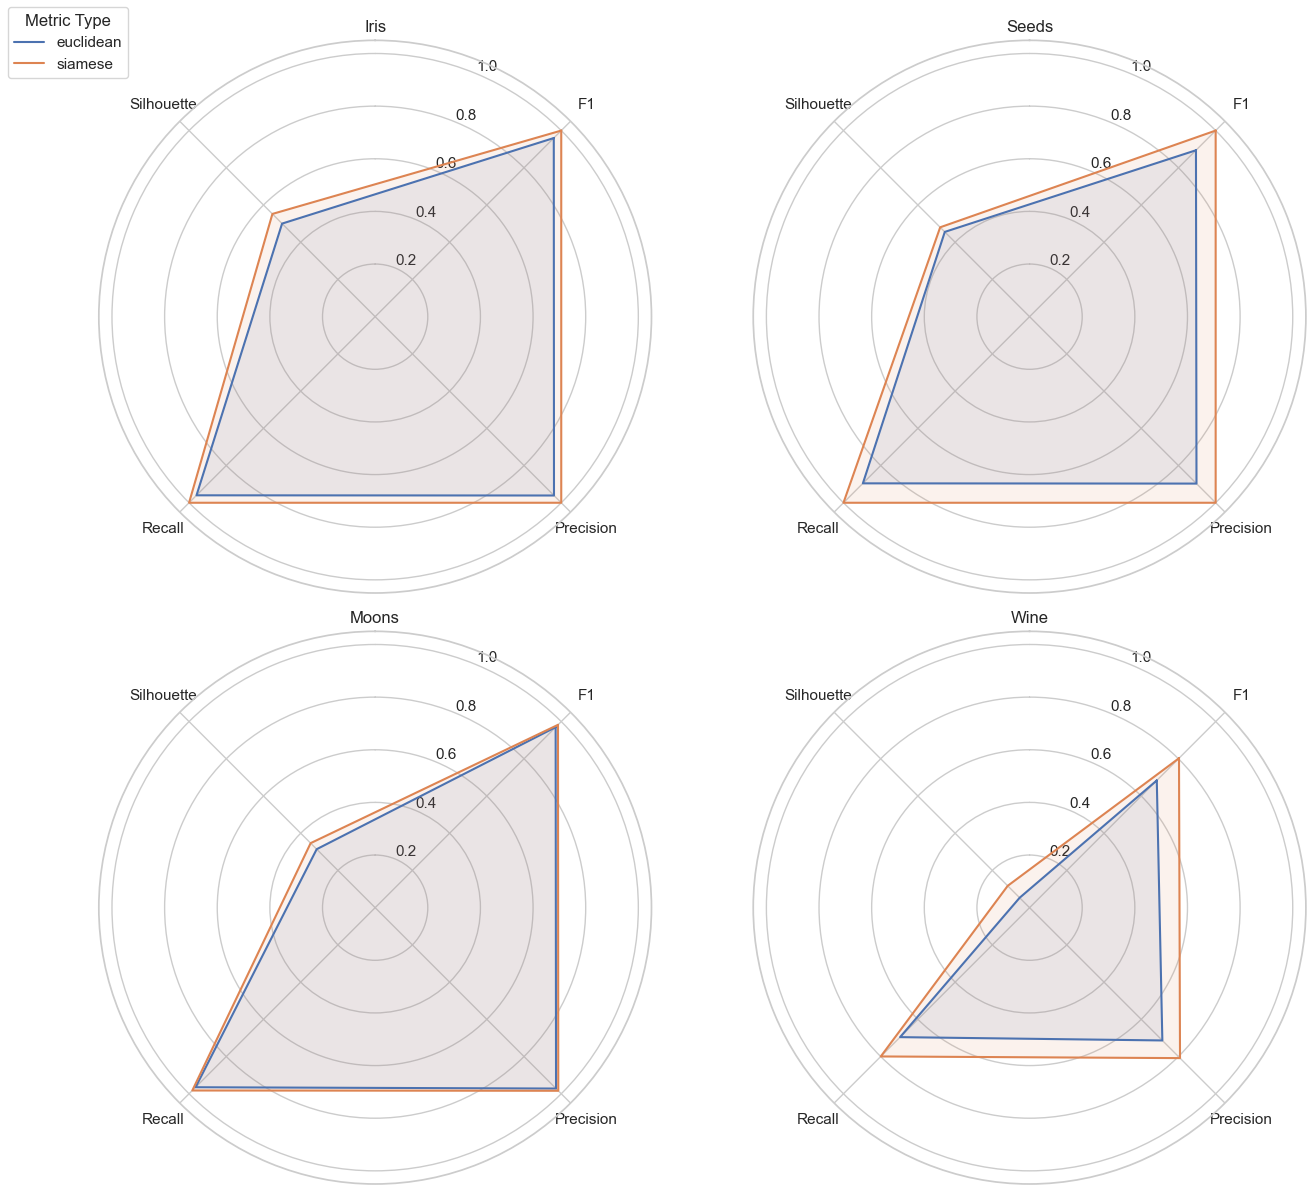 Metric Type
euclidean
siamese
Iris
1.0
0.8
0.6
0.4
0.2
Silhouette
F1
Recall
Precision
Seeds
1.0
0.8
0.6
0.4
0.2
Silhouette
F1
Recall
Precision
Moons
1.0
0.8
0.6
0.4
0.2
Silhouette
F1
Recall
Precision
Wine
1.0
0.8
0.6
0.4
0.2
Silhouette
F1
Recall
Precision